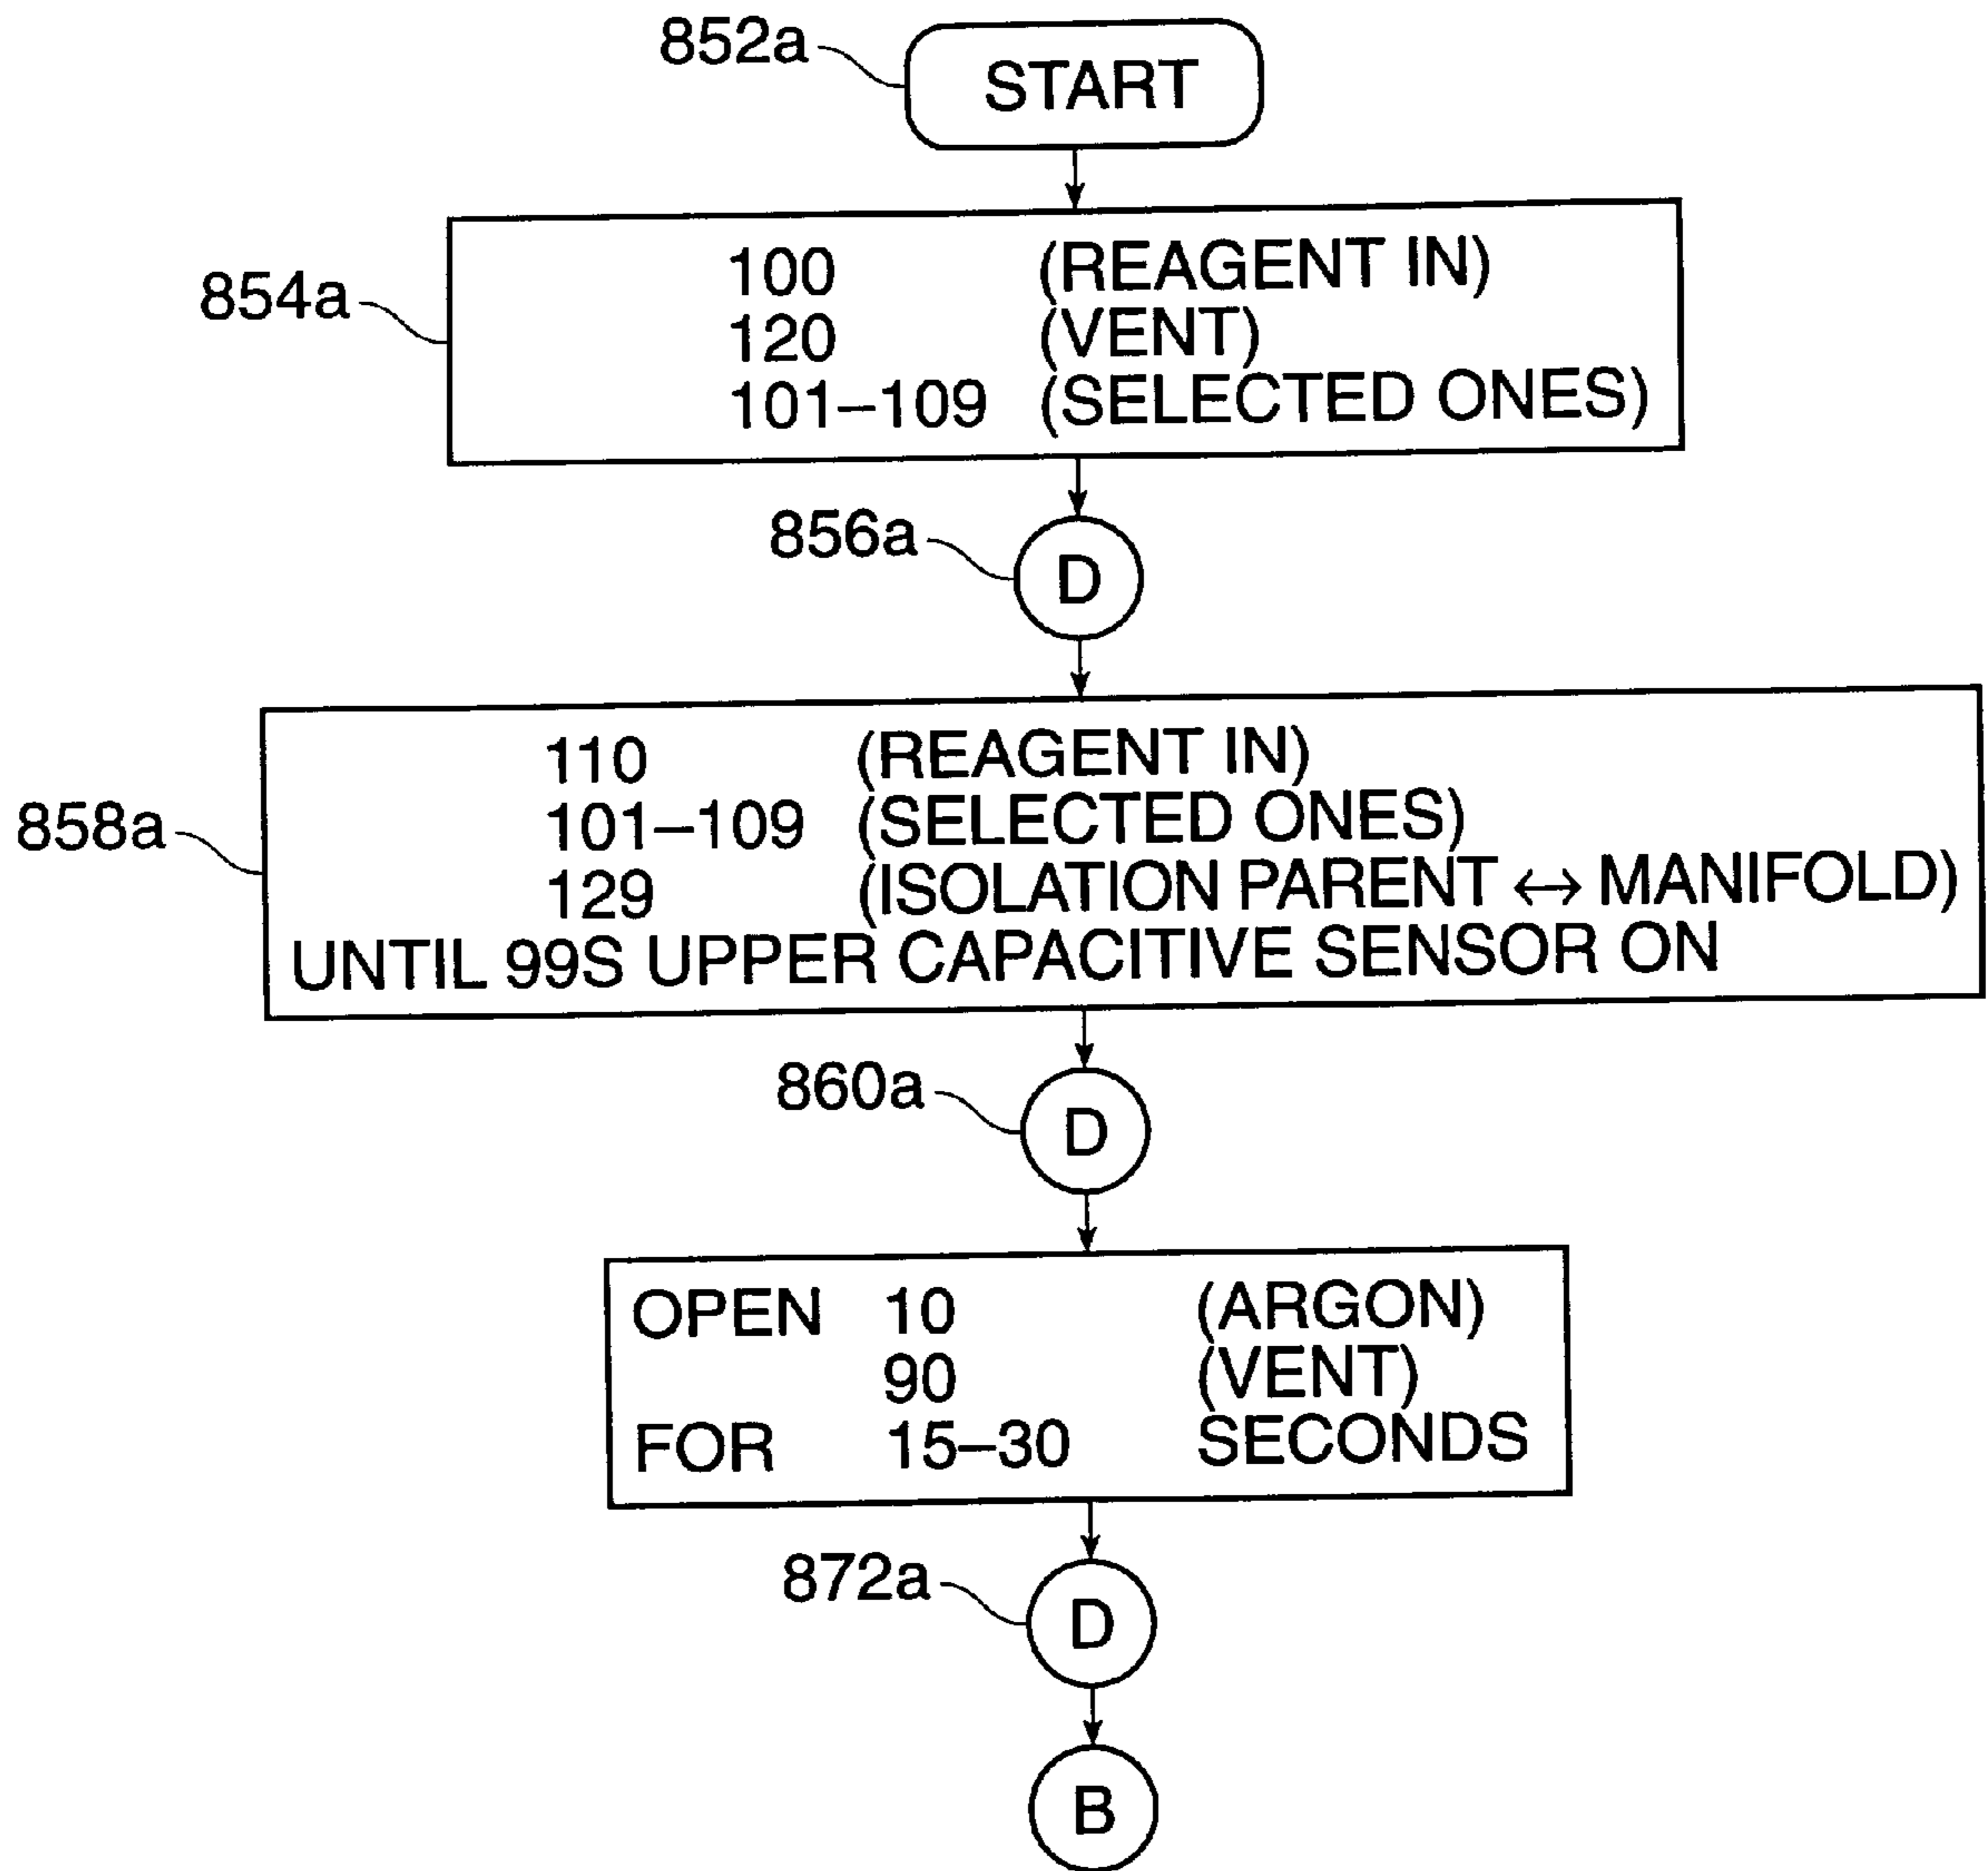 852a
START
854a
100 (REAGENT IN)
120 (VENT)
101–109 (SELECTED ONES)
856a
D
858a
110 (REAGENT IN)
101–109 (SELECTED ONES)
129 (ISOLATION PARENT ↔ MANIFOLD)
UNTIL 99S UPPER CAPACITIVE SENSOR ON
860a
D
OPEN 10 (ARGON)
90 (VENT)
FOR 15–30 SECONDS
872a
D
B